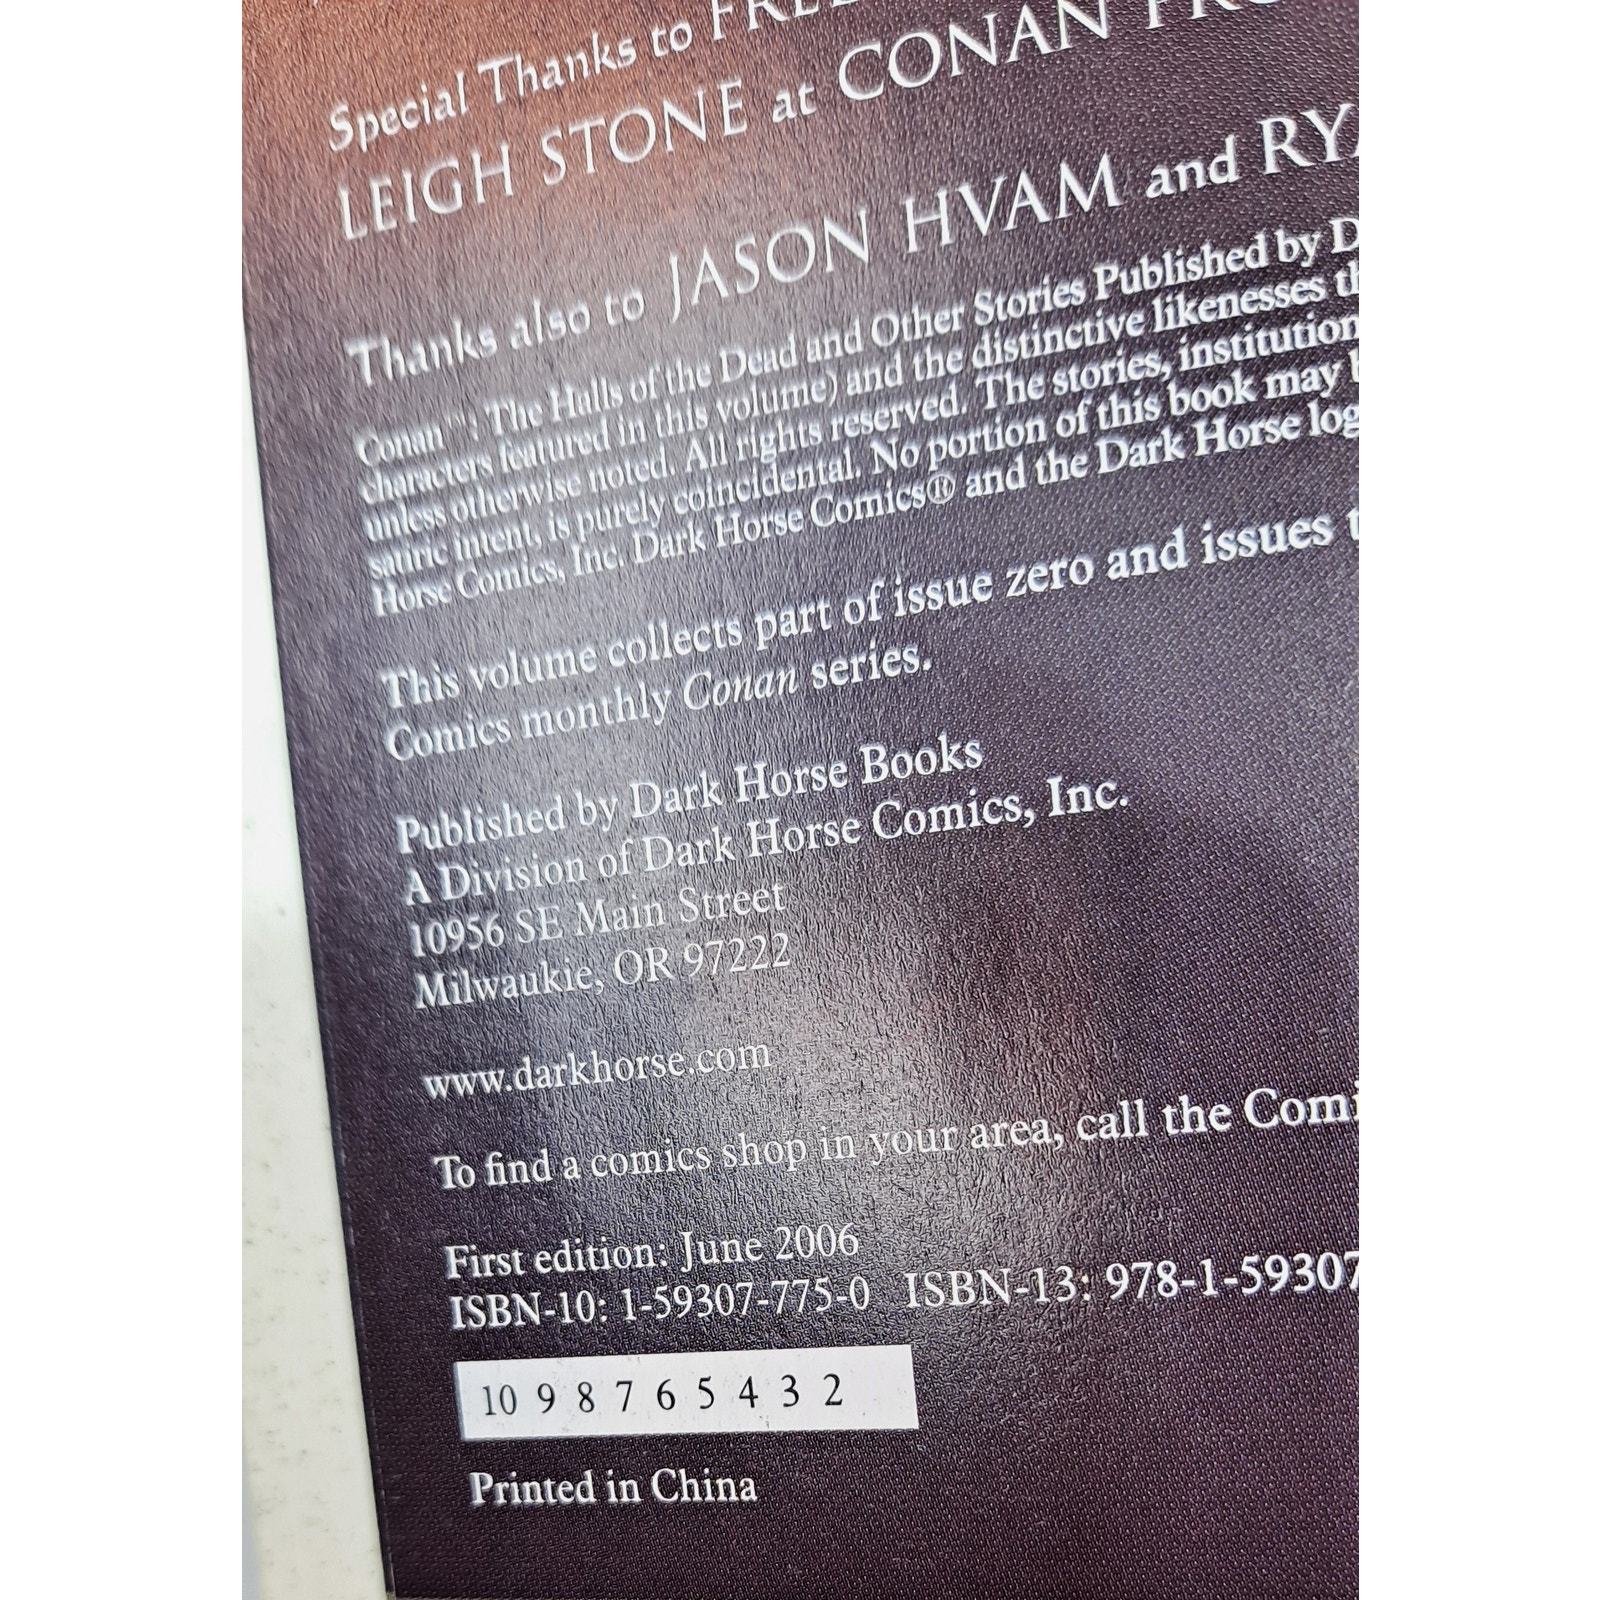 Special Thanks to
LEIGH STONE at CONAN
Thanks also to JASON HVAM and
Conan™: The Halls of the Dead and Other Stories Published by
characters featured in this volume) and the distinctive likenesses
unless otherwise noted. All rights reserved. The stories,
satiric intent, is purely coincidental. No portion of this book may
Horse Comics, Inc. Dark Horse Comics® and the Dark Horse
This volume collects part of issue zero and issues
Comics monthly Conan series.
Published by Dark Horse Books
A Division of Dark Horse Comics, Inc.
10956 SE Main Street
Milwaukie, OR 97222
www.darkhorse.com
To find a comics shop in your area, call the
First edition: June 2006
ISBN-10: 1-59307-775-0 ISBN-13: 978-1-59307
10 9 8 7 6 5 4 3 2
Printed in China